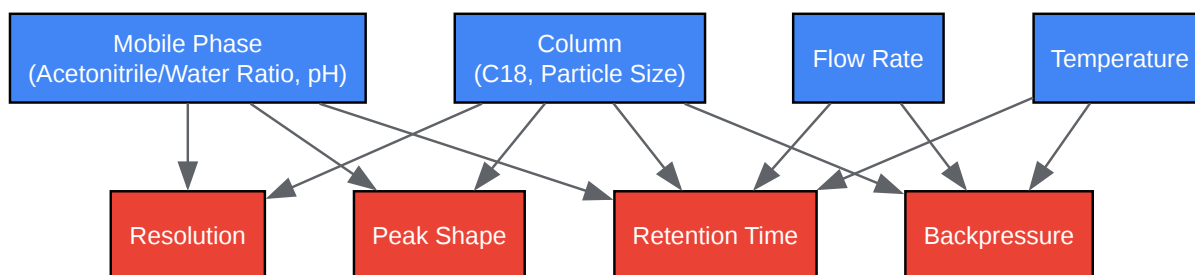 Mobile Phase
(Acetonitrile/Water Ratio, pH)
Column
(C18, Particle Size)
Flow Rate
Temperature
Resolution
Peak Shape
Retention Time
Backpressure